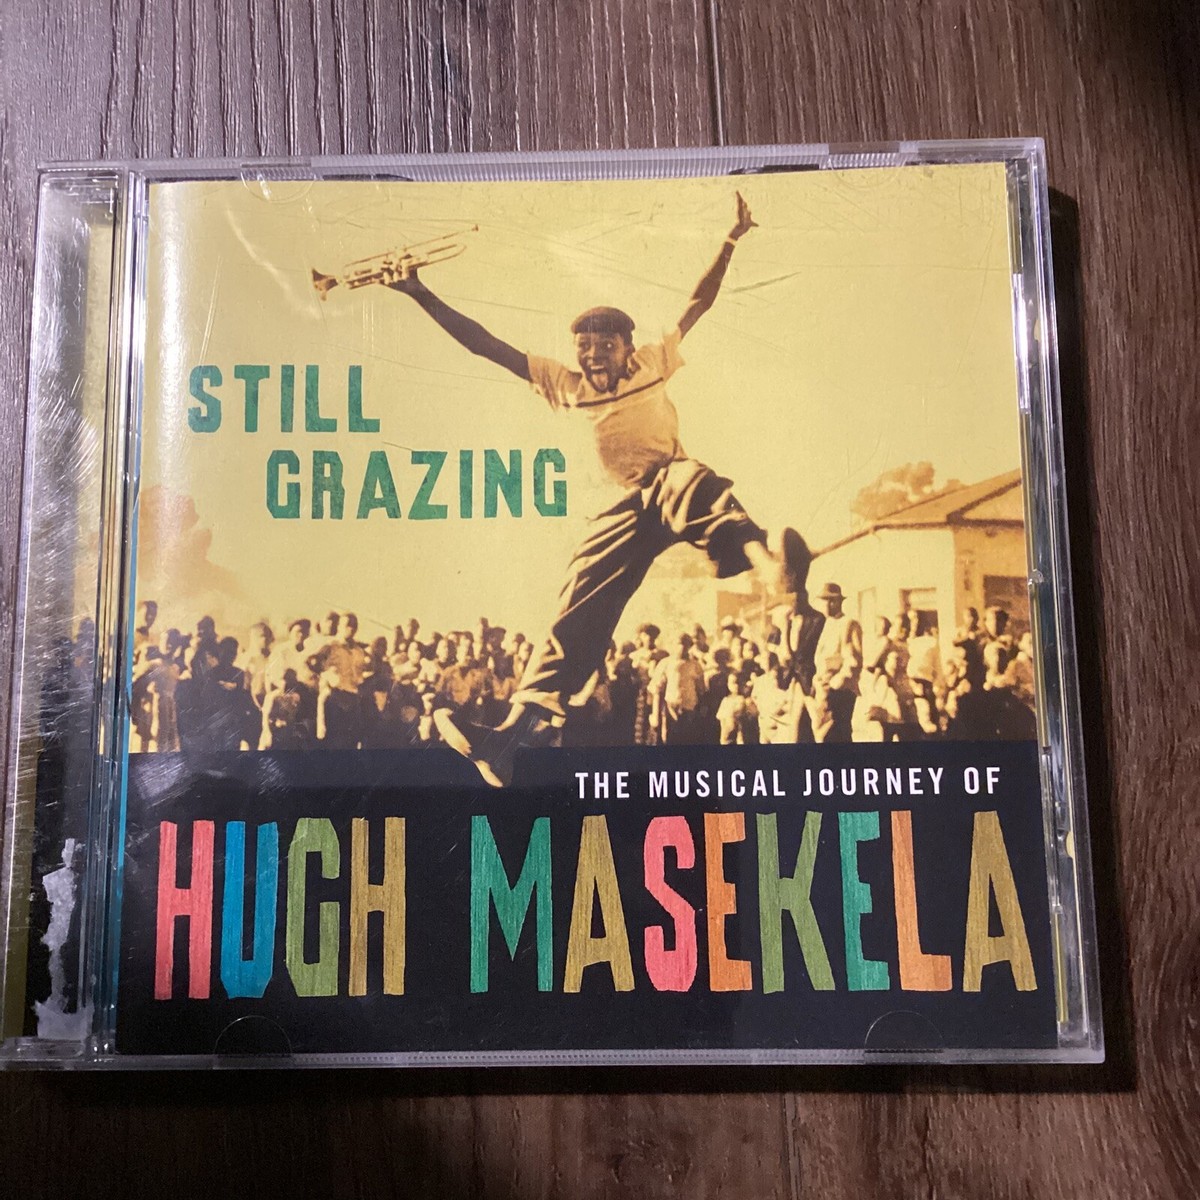 STILL
GRAZING
THE MUSICAL JOURNEY OF
HUGH MASEKELA